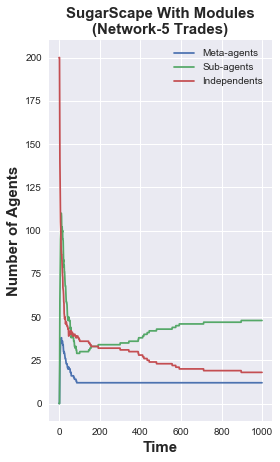 SugarScape With Modules
(Network-5 Trades)
Meta-agents
Sub-agents
Independents
Number of Agents
200
175
150
125
100
75
50
25
0
0 200 400 600 800 1000
Time